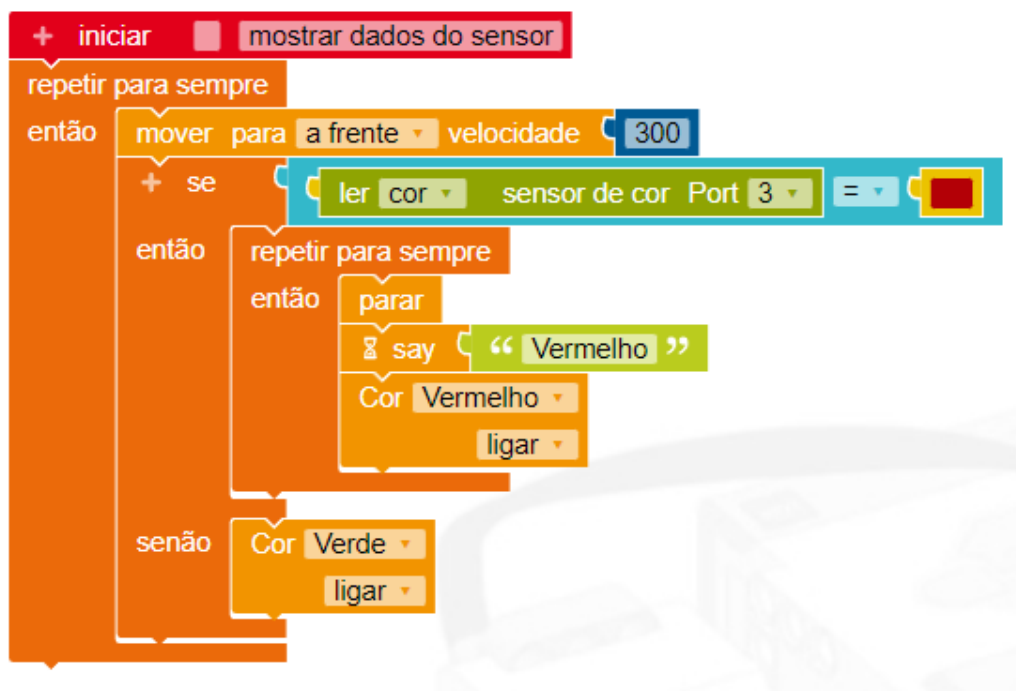 + iniciar mostrar dados do sensor
repetir para sempre
então mover para a frente velocidade 300
+ se ler cor sensor de cor Port 3 =
então repetir para sempre
então parar
say “ Vermelho ”
Cor Vermelho
ligar
senão Cor Verde
ligar